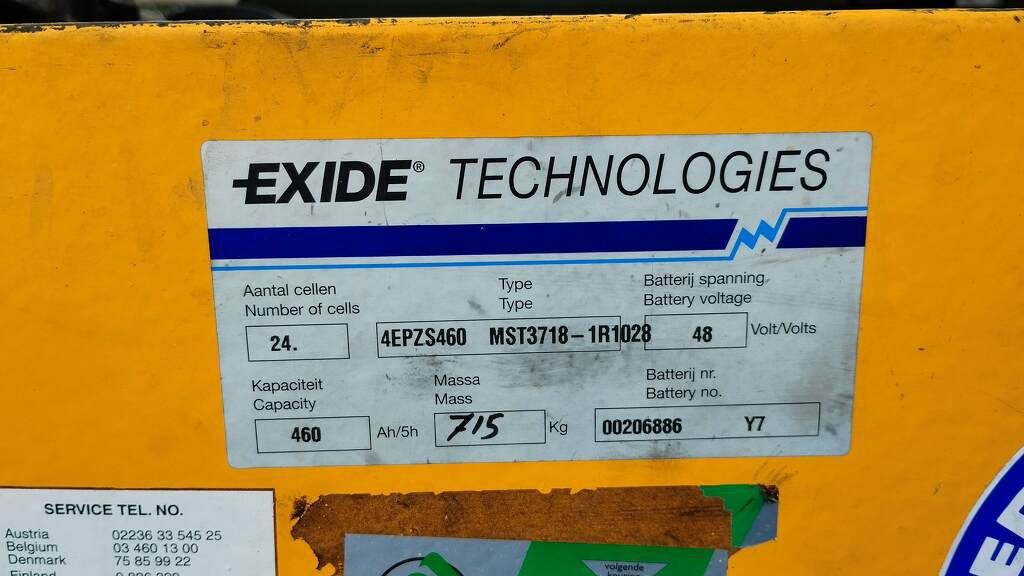 EXIDE® TECHNOLOGIES
Aantal cellen
Number of cells
24.
Type
Type
4EPZS460 MST3718-1R1028
Batterij spanning
Battery voltage
48 Volt/Volts
Kapaciteit
Capacity
460 Ah/5h
Massa
Mass
715 Kg
Batterij nr.
Battery no.
00206886 Y7
SERVICE TEL. NO.
Austria 02236 33 545 25
Belgium 03 460 13 00
Denmark 75 85 99 22
Finland
volgende